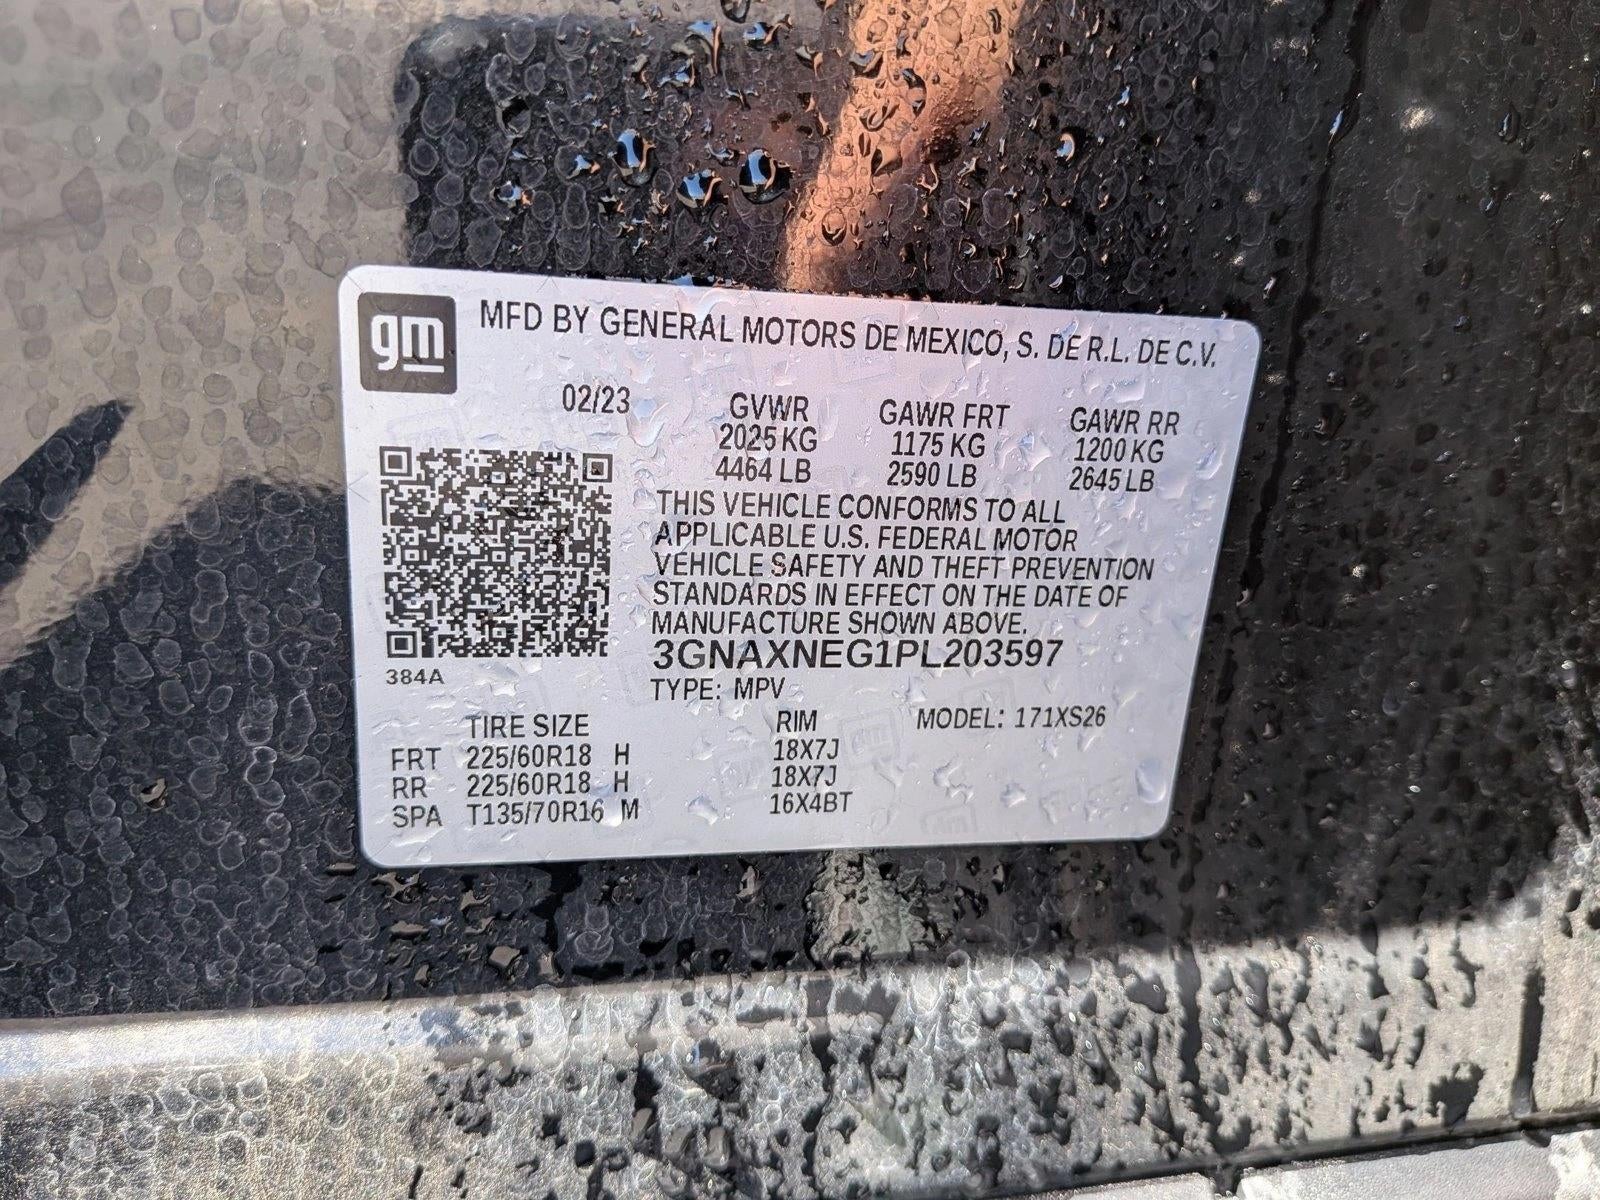 gm MFD BY GENERAL MOTORS DE MEXICO, S. DE R.L. DE C.V.
02/23 GVWR GAWR FRT GAWR RR
2025 KG 1175 KG 1200 KG
4464 LB 2590 LB 2645 LB
THIS VEHICLE CONFORMS TO ALL
APPLICABLE U.S. FEDERAL MOTOR
VEHICLE SAFETY AND THEFT PREVENTION
STANDARDS IN EFFECT ON THE DATE OF
MANUFACTURE SHOWN ABOVE.
3GNAXNEG1PL203597
384A
TYPE: MPV
TIRE SIZE RIM MODEL: 171XS26
FRT 225/60R18 H 18X7J
RR 225/60R18 H 18X7J
SPA T135/70R16 M 16X4BT